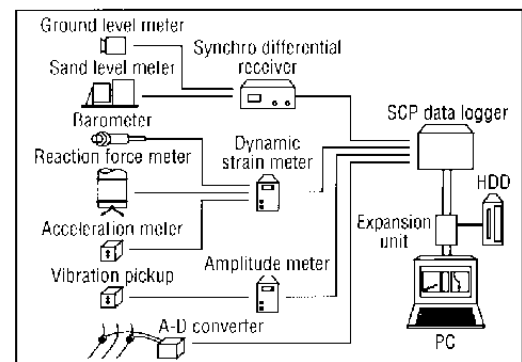 Ground level meter
Synchro differential
receiver
Sand level meter
SCP data logger
Barometer
Dynamic
strain meter
Reaction force meter
HDD
Expansion
unit
Acceleration meter
Amplitude meter
Vibration pickup
A-D converter
PC